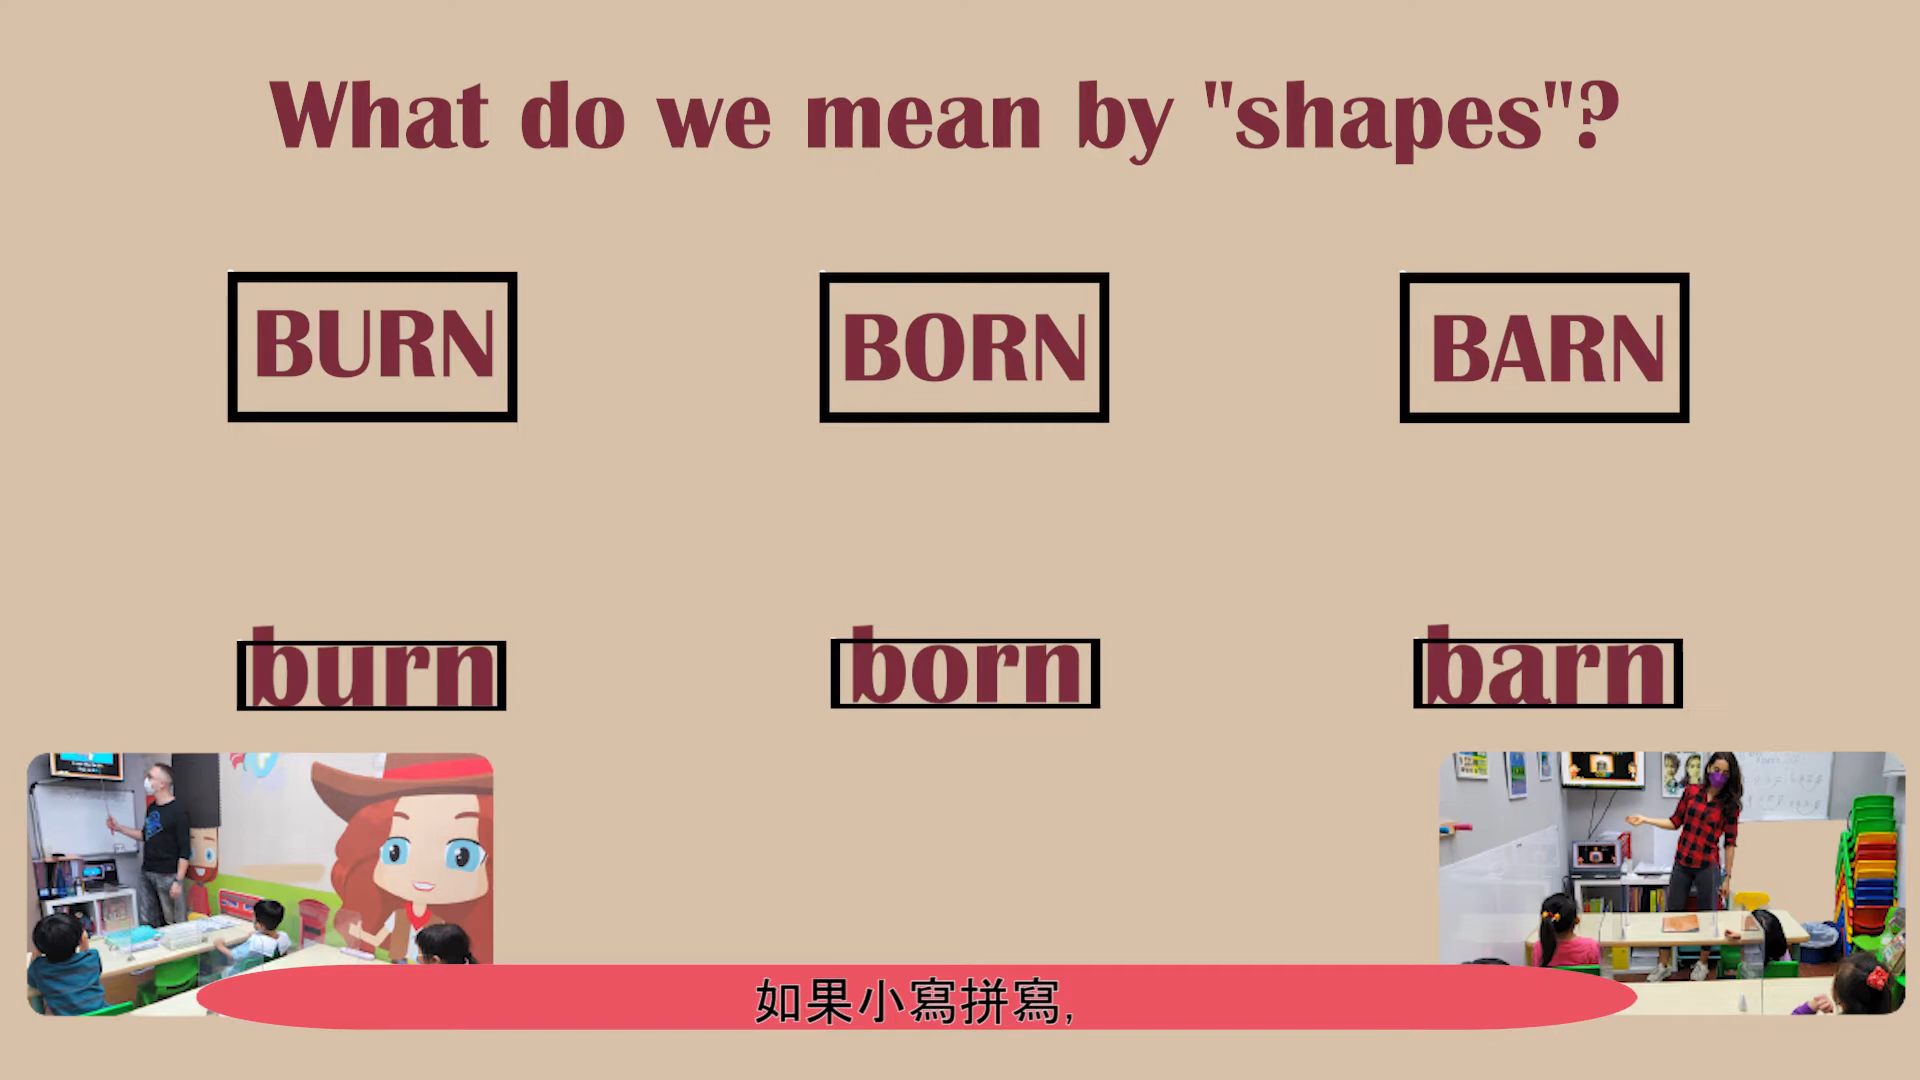 What do we mean by "shapes"?
BURN
BORN
BARN
burn
born
barn
如果小寫拼寫,